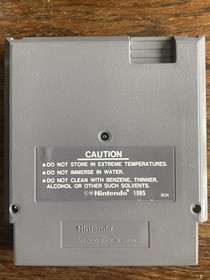 CAUTION
● DO NOT STORE IN EXTREME TEMPERATURES.
● DO NOT IMMERSE IN WATER.
● DO NOT CLEAN WITH BENZENE, THINNER,
ALCOHOL OR OTHER SUCH SOLVENTS.
©® Nintendo® 1985
Nintendo